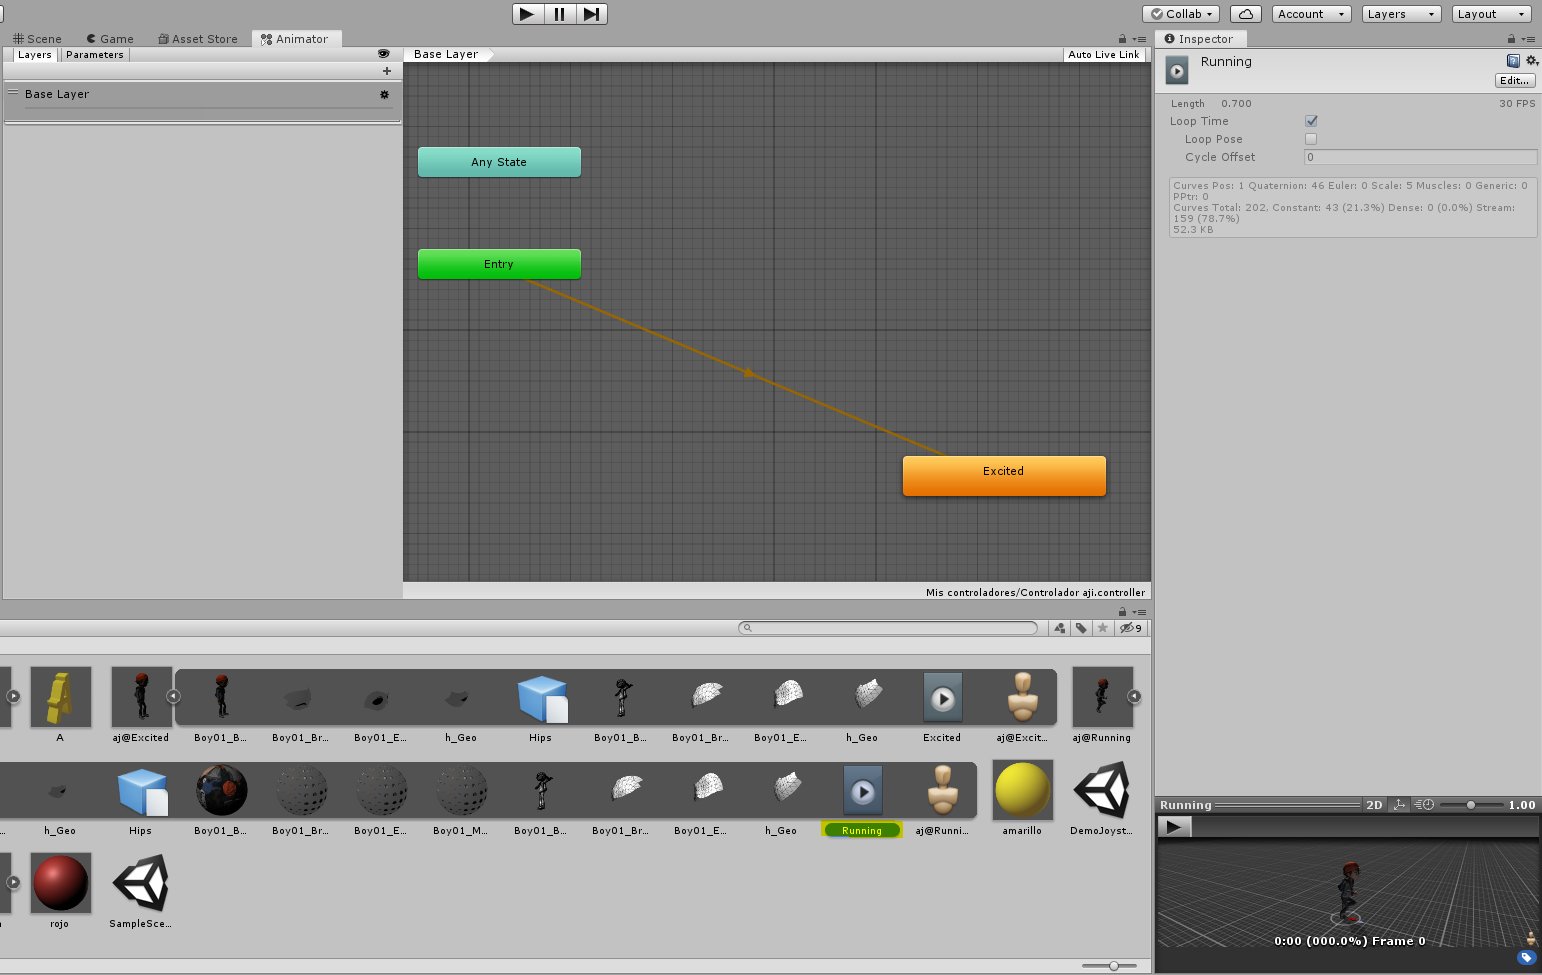 Collab
Account
Layers
Layout
Scene
Game
Asset Store
Animator
Inspector
Layers
Parameters
Base Layer
Auto Live Link
Base Layer
Any State
Entry
Excited
Mis controladores/Controlador aji.controller
Running
Edit...
Length 0.700
30 FPS
Loop Time
Loop Pose
Cycle Offset
0
Curves Pos: 1 Quaternion: 46 Euler: 0 Scale: 5 Muscles: 0 Generic: 0
PPtr: 0
Curves Total: 202, Constant: 43 (21.3%) Dense: 0 (0.0%) Stream:
159 (78.7%)
52.3 KB
9
A
aj@Excited
Boy01_B...
Boy01_Br...
Boy01_E...
h_Geo
Hips
Boy01_B...
Boy01_Br...
Boy01_E...
h_Geo
Excited
aj@Excit...
aj@Running
...
h_Geo
Hips
Boy01_B...
Boy01_Br...
Boy01_E...
Boy01_M...
Boy01_B...
Boy01_Br...
Boy01_E...
h_Geo
Running
aj@Runni...
amarillo
DemoJoyst...
rojo
SampleSce...
Running
2D
1.00
0:00 (000.0%) Frame 0